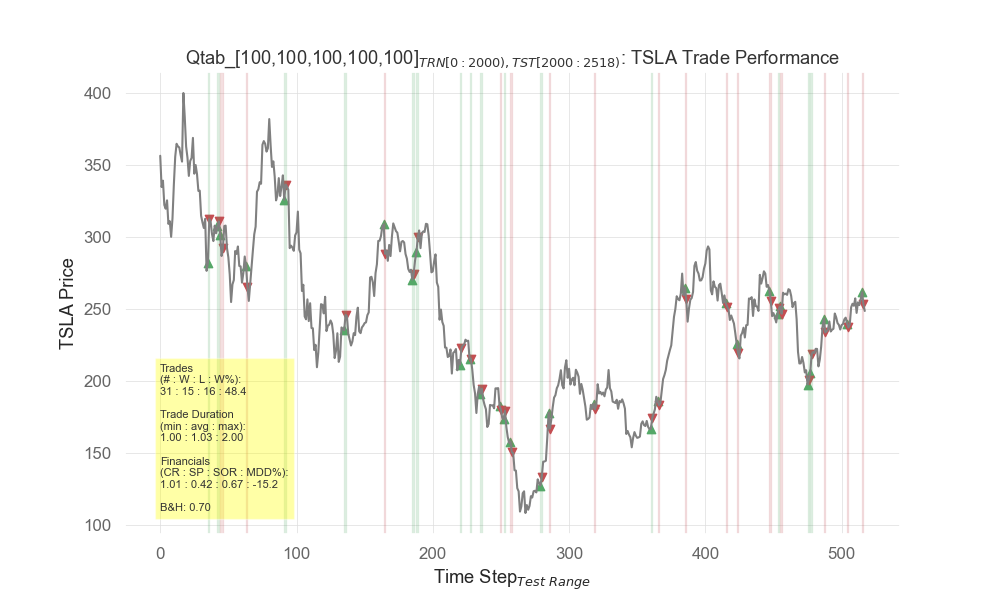 Qtab_[100,100,100,100,100]TRN[0 : 2000), TST[2000 : 2518) : TSLA Trade Performance
400
350
300
250
200
150
100
TSLA Price
Trades
(# : W : L : W%):
31 : 15 : 16 : 48.4
Trade Duration
(min : avg : max):
1.00 : 1.03 : 2.00
Financials
(CR : SP : SOR : MDD%):
1.01 : 0.42 : 0.67 : -15.2
B&H: 0.70
0 100 200 300 400 500
Time StepTest Range